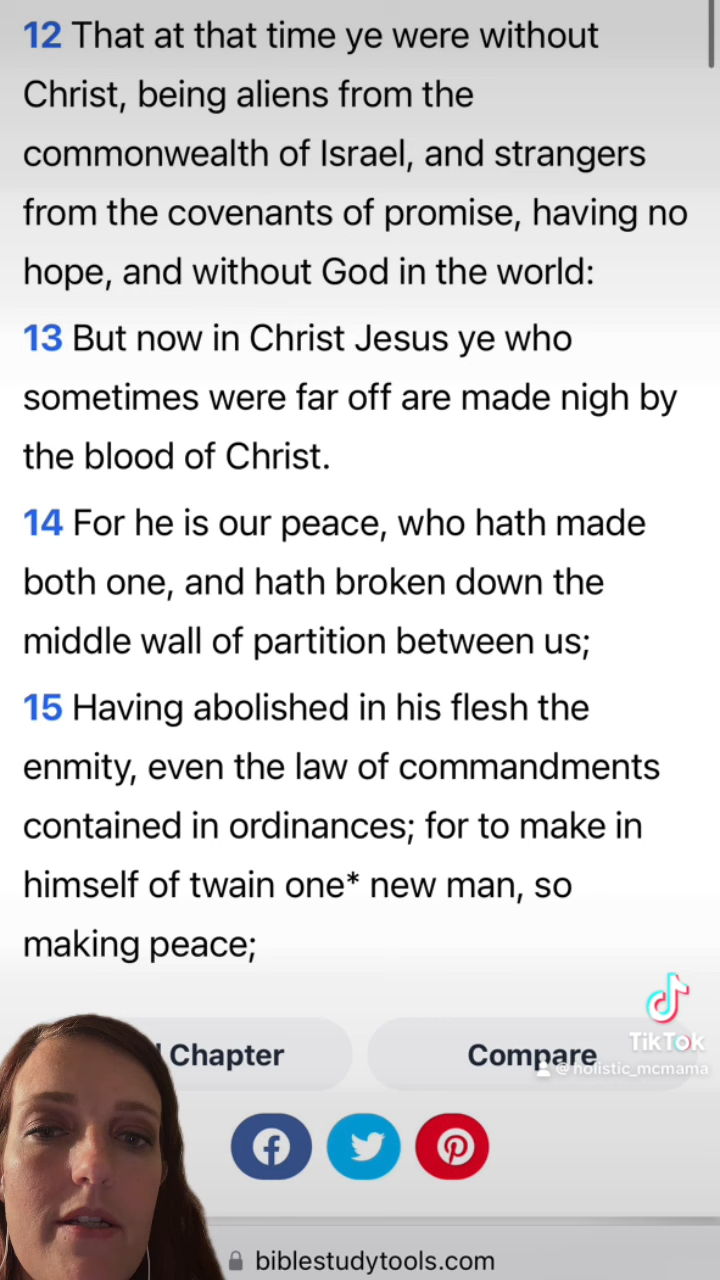 12 That at that time ye were without
Christ, being aliens from the
commonwealth of Israel, and strangers
from the covenants of promise, having no
hope, and without God in the world:
13 But now in Christ Jesus ye who
sometimes were far off are made nigh by
the blood of Christ.
14 For he is our peace, who hath made
both one, and hath broken down the
middle wall of partition between us;
15 Having abolished in his flesh the
enmity, even the law of commandments
contained in ordinances; for to make in
himself of twain one* new man, so
making peace;
Chapter
Compare
TikTok
@holistic_mcmama
biblestudytools.com